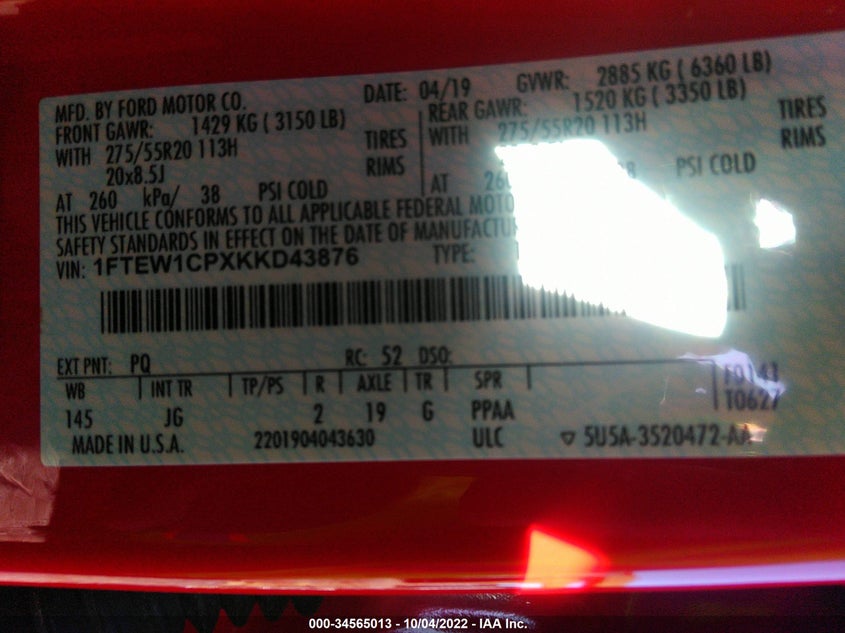 MFD. BY FORD MOTOR CO.
DATE: 04/19 GVWR: 2885 KG ( 6360 LB)
FRONT GAWR: 1429 KG ( 3150 LB)
WITH 275/55R20 113H TIRES
20x8.5J RIMS
AT 260 kPa/ 38 PSI COLD
REAR GAWR: 1520 KG ( 3350 LB)
WITH 275/55R20 113H TIRES
RIMS
AT PSI COLD
THIS VEHICLE CONFORMS TO ALL APPLICABLE FEDERAL
SAFETY STANDARDS IN EFFECT ON THE DATE OF
VIN: 1FTEW1CPXKKD43876 TYPE:
EXT PNT: PQ RC: 52 DSO:
WB INT TR TP/PS R AXLE TR SPR
145 JG 2 19 G PPAA
F0141
T0627
MADE IN U.S.A. 2201904043630 ULC ▽ 5U5A-3520472-AA
000-34565013 - 10/04/2022 - IAA Inc.